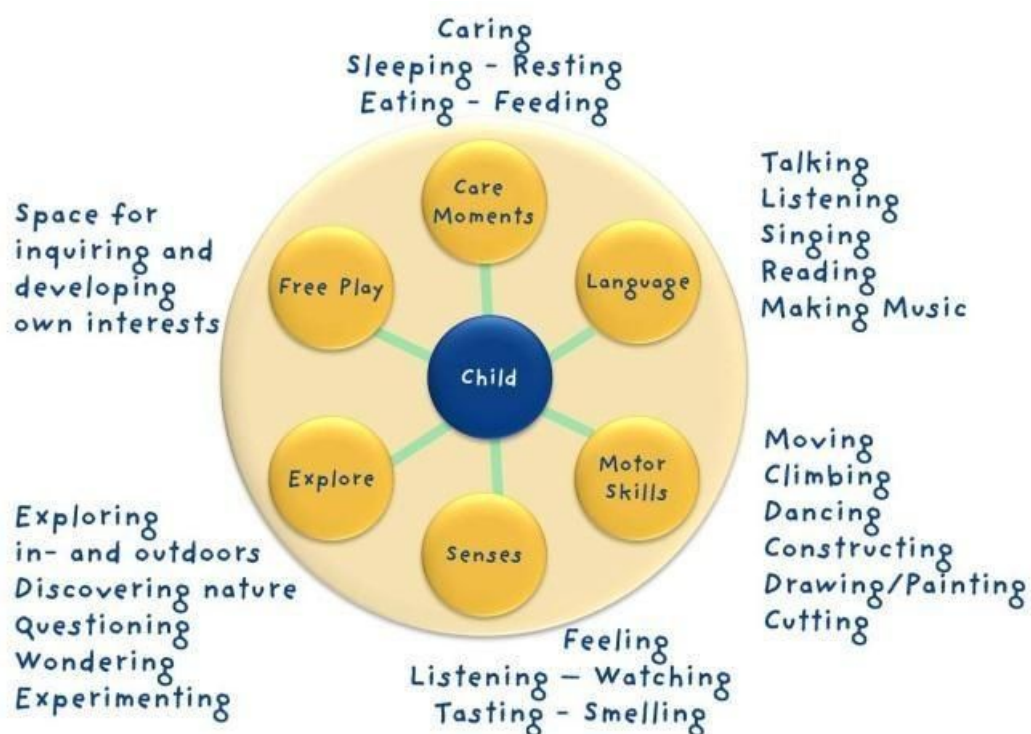 Caring
Sleeping - Resting
Eating - Feeding
Care
Moments
Talking
Listening
Singing
Reading
Making Music
Language
Space for
inquiring and
developing
own interests
Free Play
Child
Explore
Motor
Skills
Moving
Climbing
Dancing
Constructing
Drawing/Painting
Cutting
Senses
Exploring
in- and outdoors
Discovering nature
Questioning
Wondering
Experimenting
Feeling
Listening – Watching
Tasting - Smelling